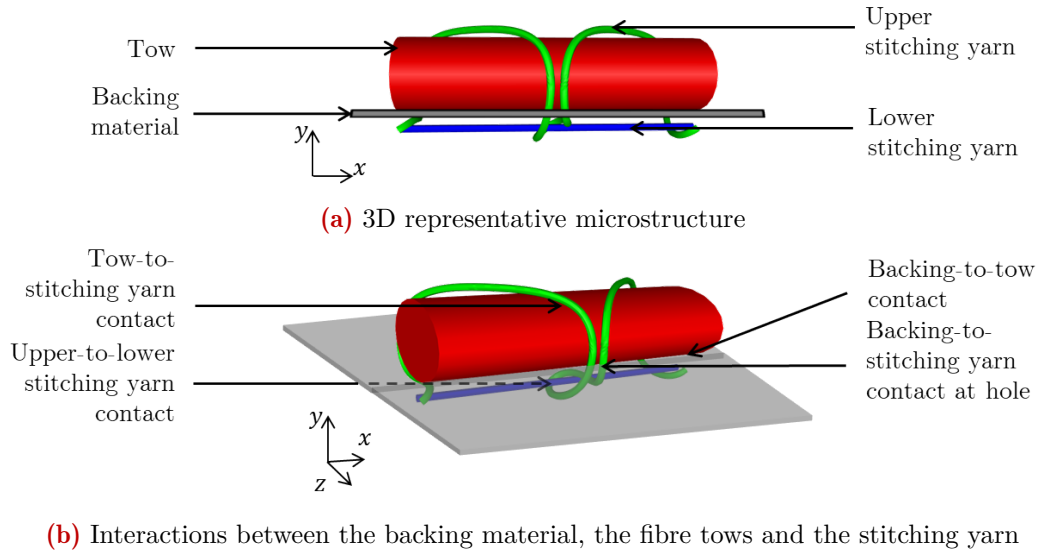 Tow
Backing
material
Upper
stitching yarn
Lower
stitching yarn
y
x
(a) 3D representative microstructure
Tow-to-
stitching yarn
contact
Upper-to-lower
stitching yarn
contact
Backing-to-tow
contact
Backing-to-
stitching yarn
contact at hole
y
x
z
(b) Interactions between the backing material, the fibre tows and the stitching yarn